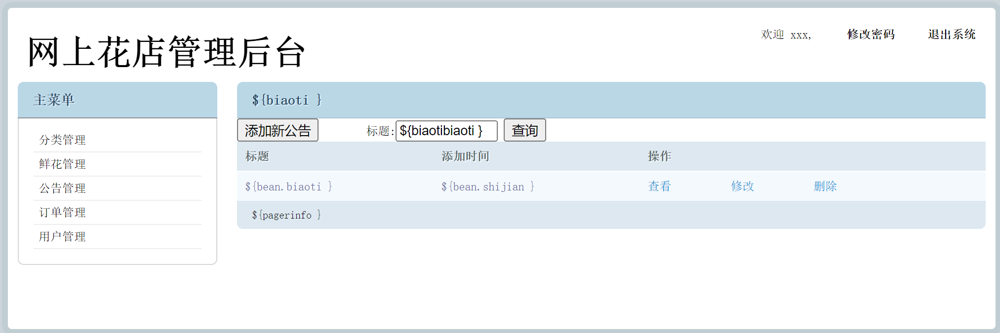 网上花店管理后台
欢迎 xxx, 修改密码 退出系统
主菜单
分类管理
鲜花管理
公告管理
订单管理
用户管理
${biaoti }
添加新公告 标题: ${biaotibiaoti } 查询
标题 添加时间 操作
${bean.biaoti } ${bean.shijian } 查看 修改 删除
${pagerinfo }